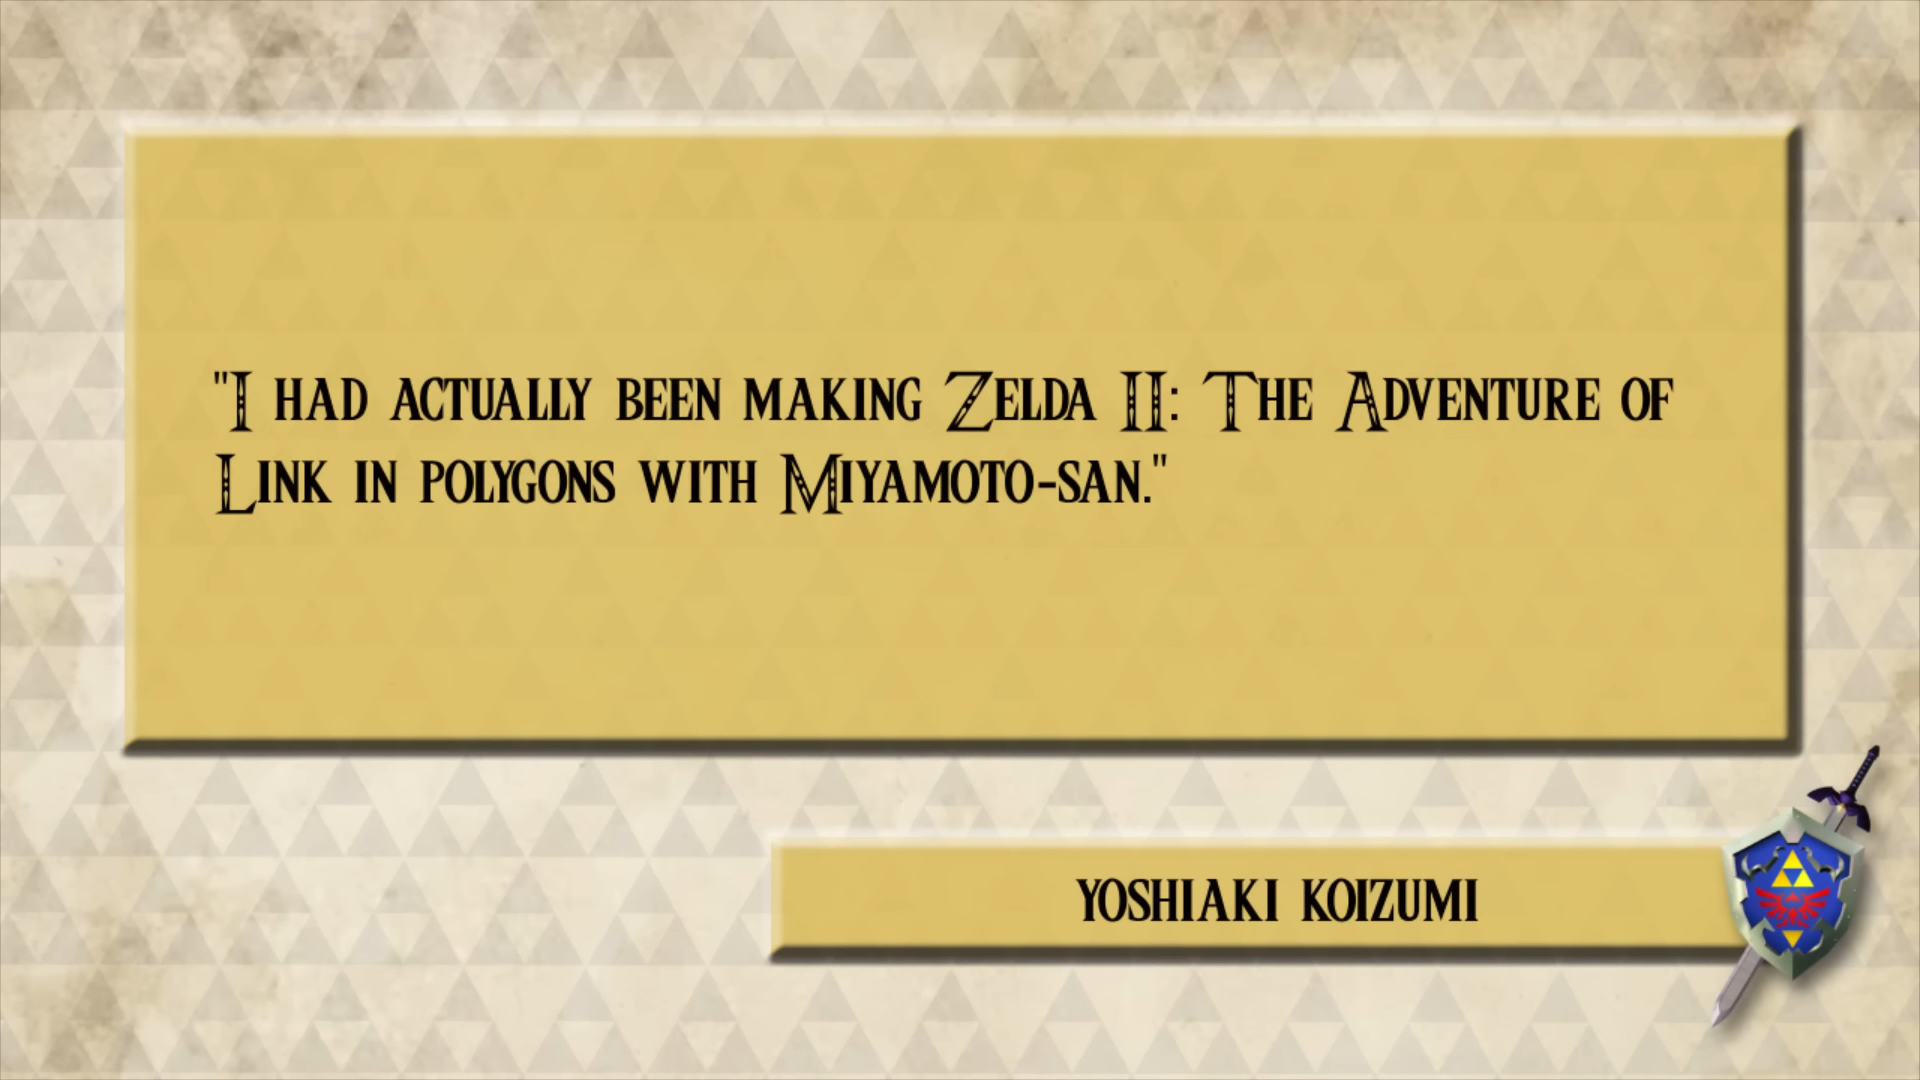 "I had actually been making Zelda II: The Adventure of
Link in polygons with Miyamoto-san."
YOSHIAKI KOIZUMI